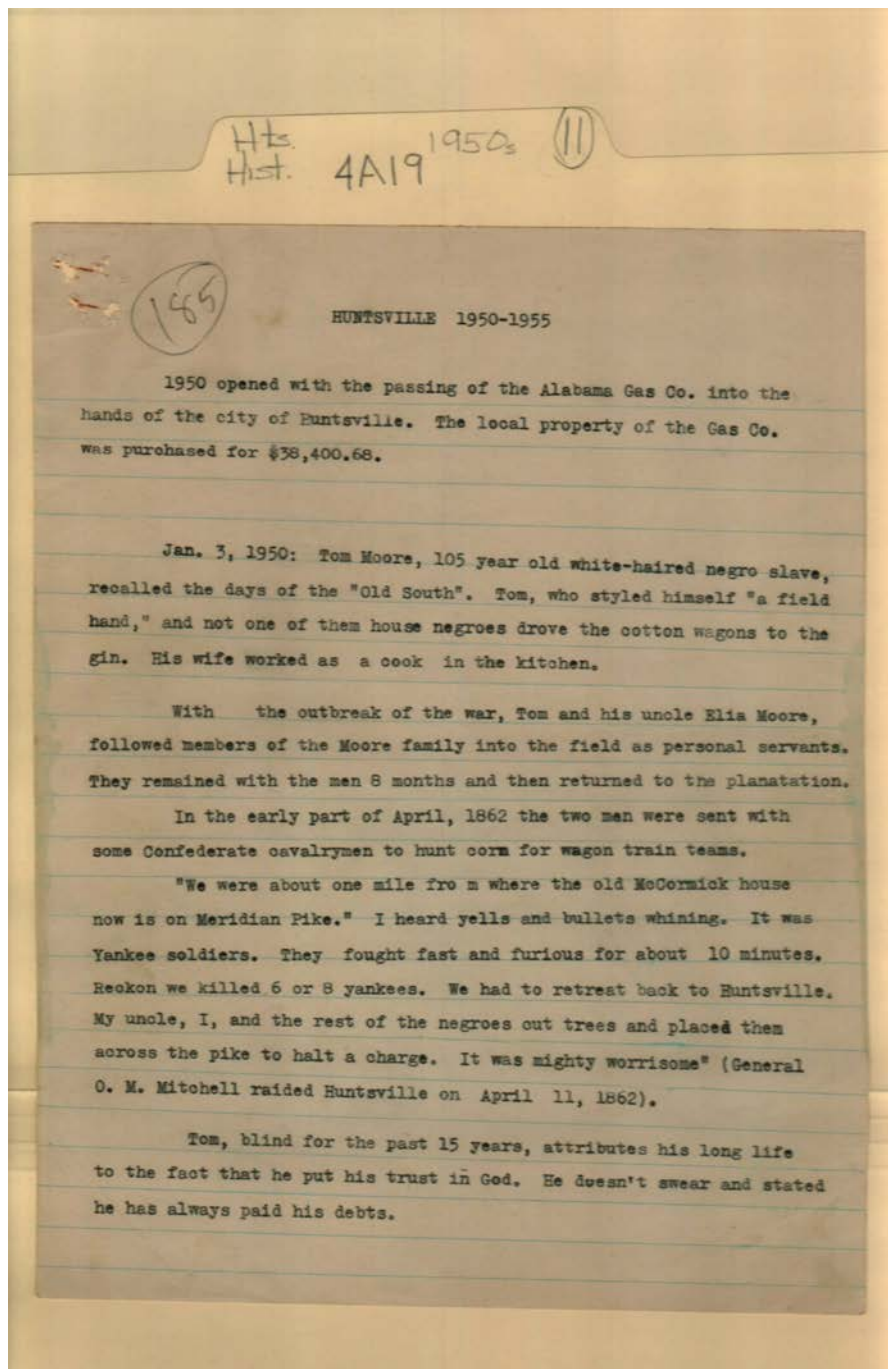 Hts. 1950s 11
Hist. 4A19
185
HUNTSVILLE 1950-1955
1950 opened with the passing of the Alabama Gas Co. into the
hands of the city of Huntsville. The local property of the Gas Co.
was purchased for $38,400.68.
Jan. 3, 1950: Tom Moore, 105 year old white-haired negro slave,
recalled the days of the "Old South". Tom, who styled himself "a field
hand," and not one of them house negroes drove the cotton wagons to the
gin. His wife worked as a cook in the kitchen.
With the outbreak of the war, Tom and his uncle Elia Moore,
followed members of the Moore family into the field as personal servants.
They remained with the men 8 months and then returned to the planatation.
In the early part of April, 1862 the two men were sent with
some Confederate cavalrymen to hunt corn for wagon train teams.
"We were about one mile fro m where the old McCormick house
now is on Meridian Pike." I heard yells and bullets whining. It was
Yankee soldiers. They fought fast and furious for about 10 minutes.
Reokon we killed 6 or 8 yankees. We had to retreat back to Huntsville.
My uncle, I, and the rest of the negroes cut trees and placed them
across the pike to halt a charge. It was mighty worrisome" (General
O. M. Mitchell raided Huntsville on April 11, 1862).
Tom, blind for the past 15 years, attributes his long life
to the fact that he put his trust in God. He doesn't swear and stated
he has always paid his debts.